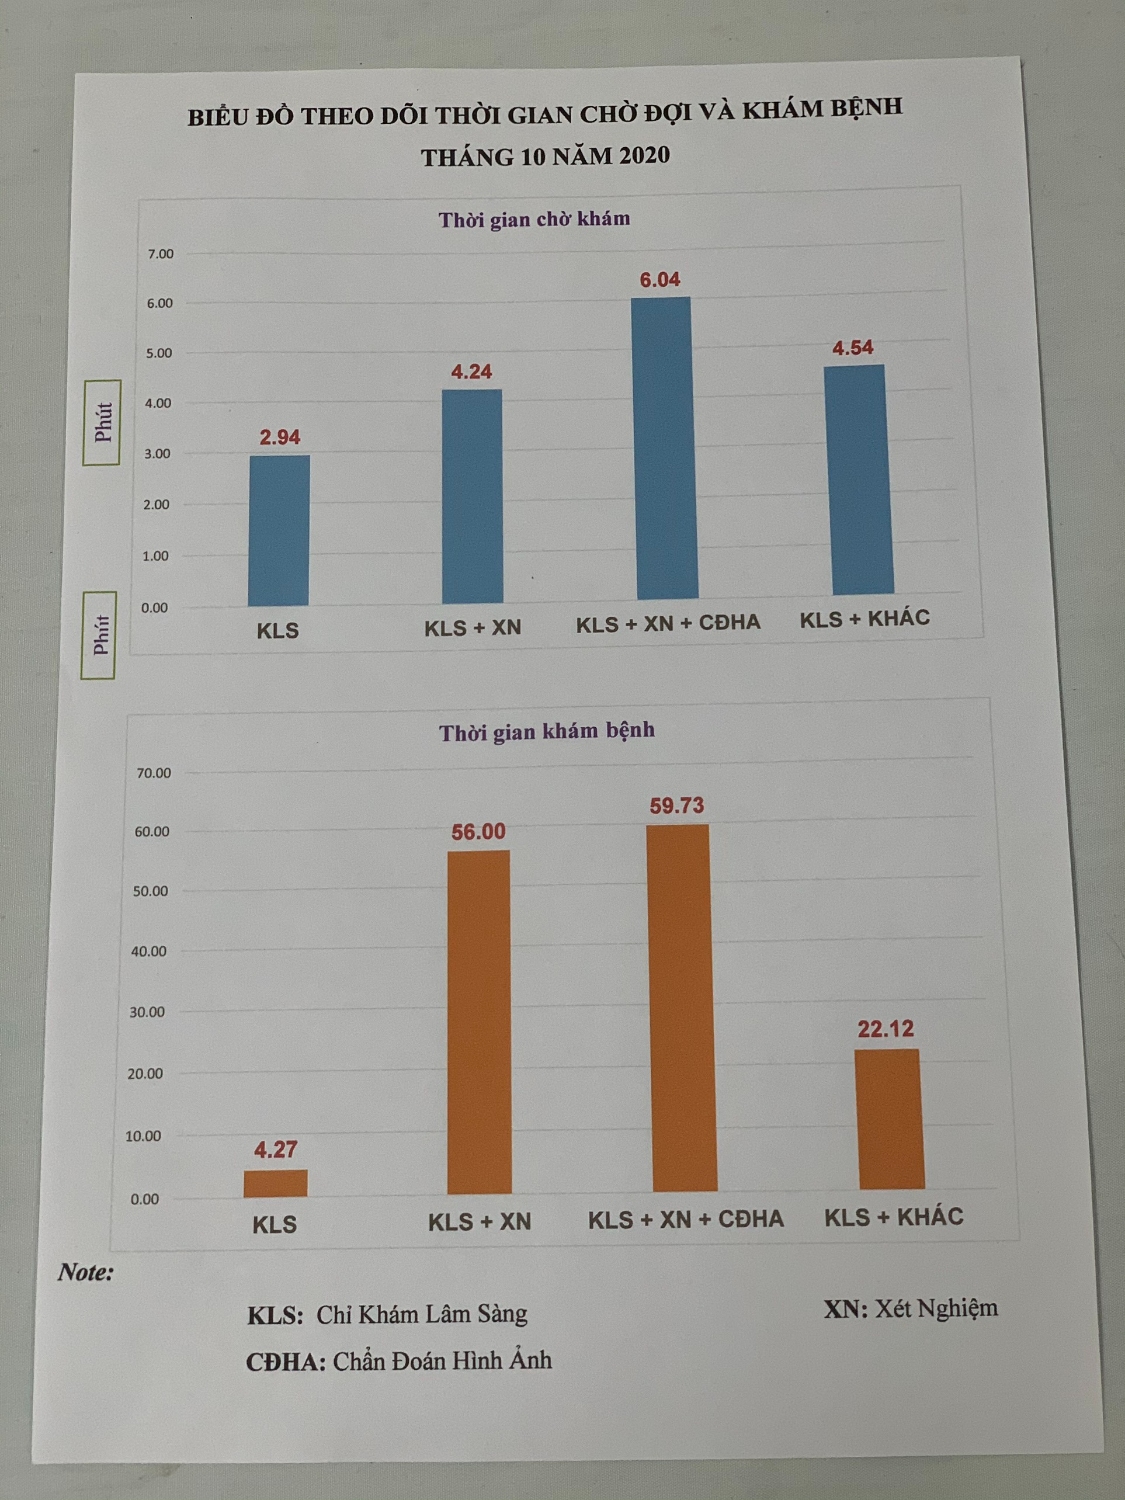 BIỂU ĐỒ THEO DÕI THỜI GIAN CHỜ ĐỢI VÀ KHÁM BỆNH
THÁNG 10 NĂM 2020
Thời gian chờ khám
7.00
6.00
5.00
4.00
3.00
2.00
1.00
0.00
Phút
2.94
4.24
6.04
4.54
KLS
KLS + XN
KLS + XN + CĐHA
KLS + KHÁC
Phút
Thời gian khám bệnh
70.00
60.00
50.00
40.00
30.00
20.00
10.00
0.00
4.27
56.00
59.73
22.12
KLS
KLS + XN
KLS + XN + CĐHA
KLS + KHÁC
Note:
KLS: Chỉ Khám Lâm Sàng
XN: Xét Nghiệm
CĐHA: Chẩn Đoán Hình Ảnh